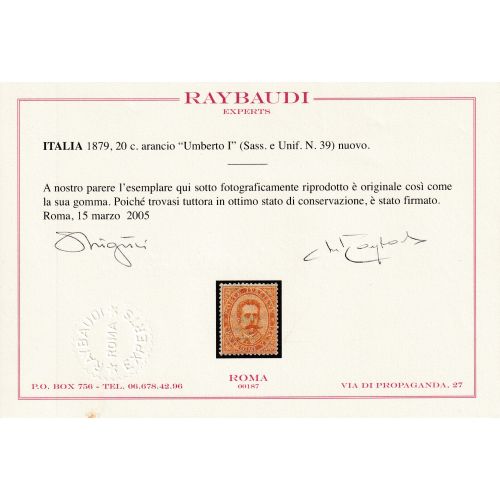 RAYBAUDI
EXPERTS
ITALIA 1879, 20 c. arancio “Umberto I” (Sass. e Unif. N. 39) nuovo.
A nostro parere l’esemplare qui sotto fotograficamente riprodotto è originale così come
la sua gomma. Poiché trovasi tuttora in ottimo stato di conservazione, è stato firmato.
Roma, 15 marzo 2005
RAYBAUDI
ROMA
P.O. BOX 756 - TEL. 06.678.42.96
ROMA
00187
VIA DI PROPAGANDA, 27